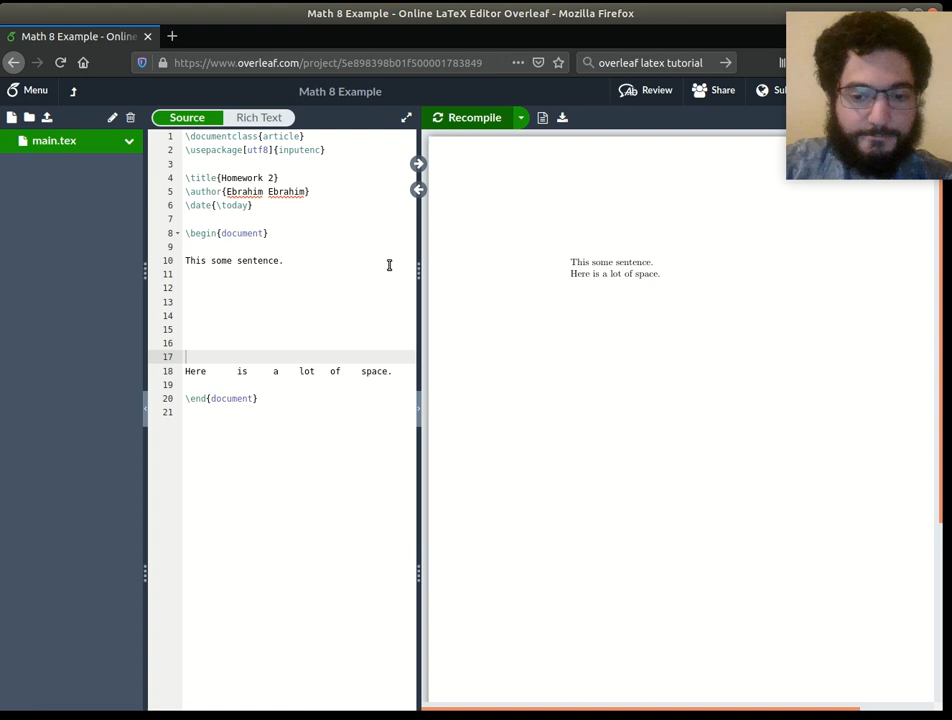 Math 8 Example - Online LaTeX Editor Overleaf - Mozilla Firefox
Math 8 Example - Online
https://www.overleaf.com/project/5e898398b01f500001783849
overleaf latex tutorial
Menu
Math 8 Example
Review
Share
Source
Rich Text
Recompile
main.tex
1 \documentclass{article}
2 \usepackage[utf8]{inputenc}
3
4 \title{Homework 2}
5 \author{Ebrahim Ebrahim}
6 \date{\today}
7
8 \begin{document}
9
10 This some sentence.
11
12
13
14
15
16
17
18 Here is a lot of space.
19
20 \end{document}
21
This some sentence.
Here is a lot of space.